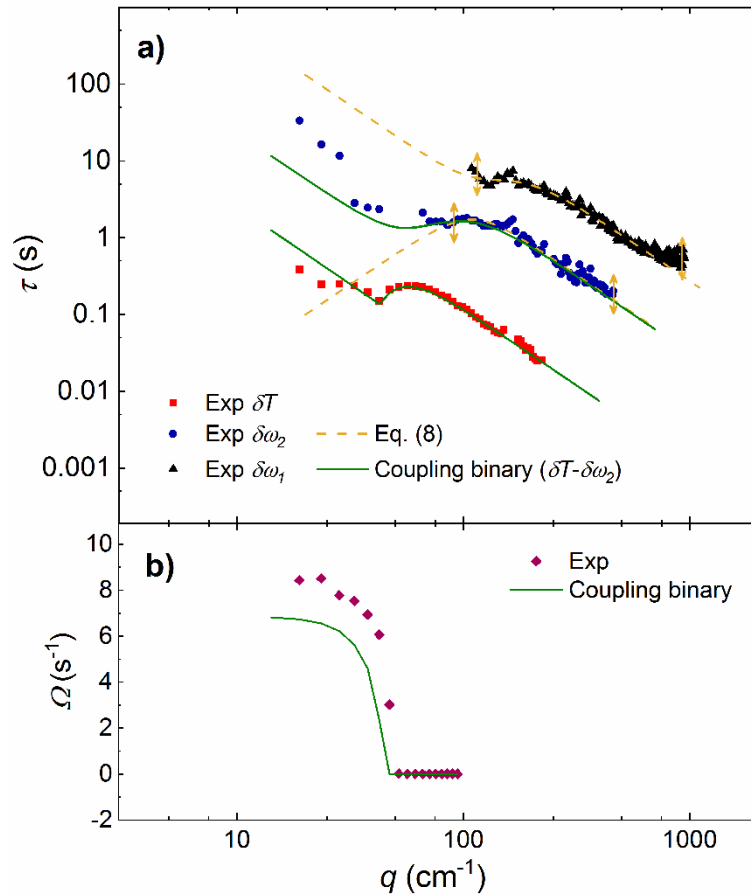 a)
100
10
1
0.1
0.01
0.001
τ (s)
Exp δT
Exp δω₂
Exp δω₁
Eq. (8)
Coupling binary (δT-δω₂)
b)
10
8
6
4
2
0
-2
Ω (s⁻¹)
Exp
Coupling binary
10
100
1000
q (cm⁻¹)